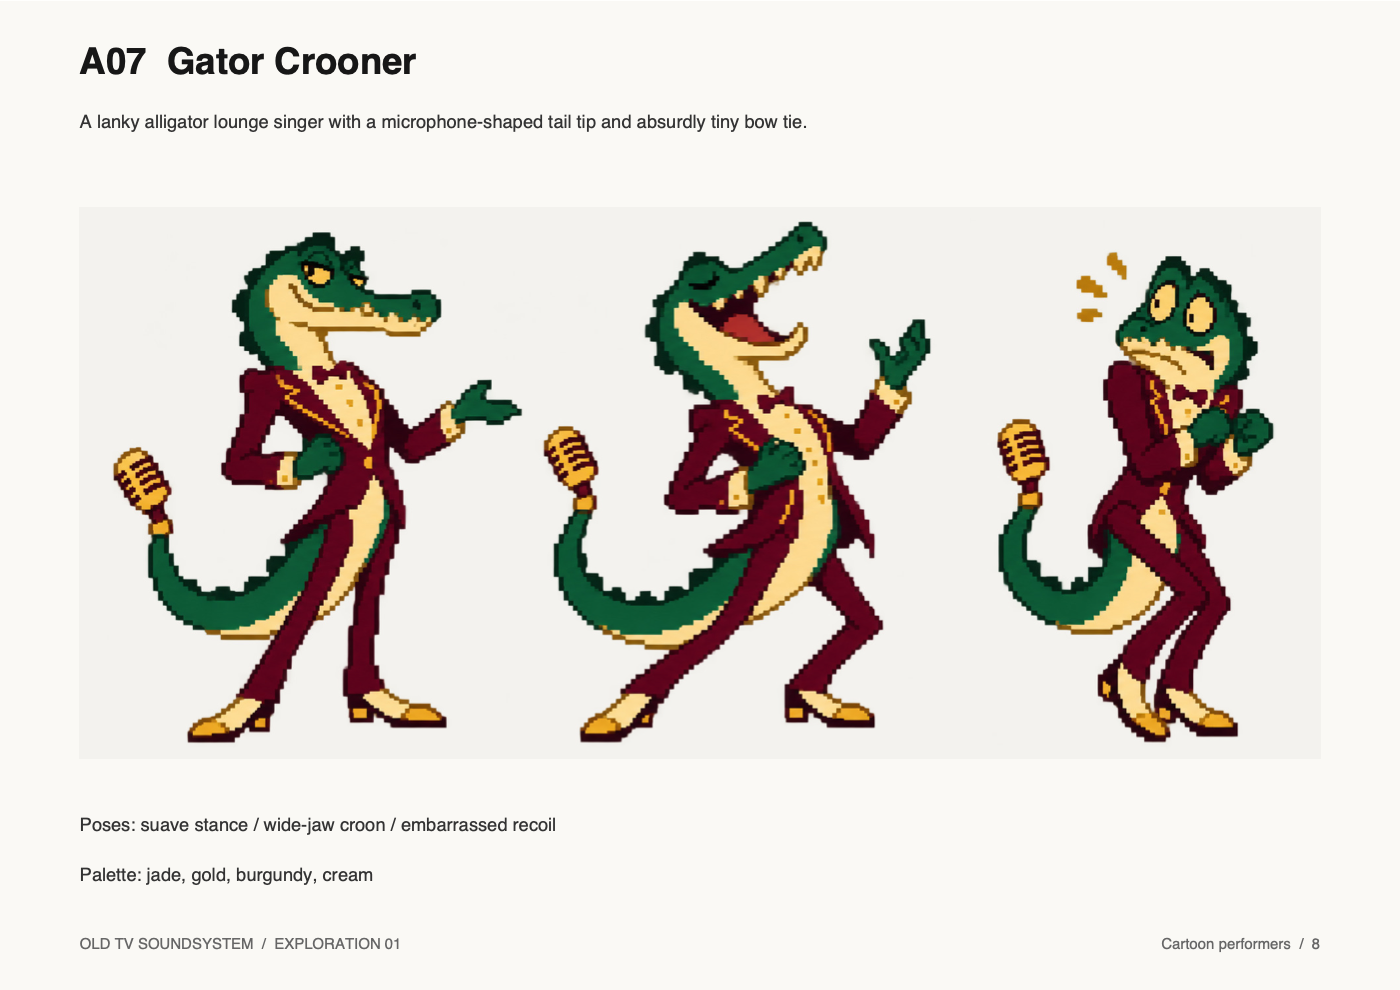 A07 Gator Crooner
A lanky alligator lounge singer with a microphone-shaped tail tip and absurdly tiny bow tie.
Poses: suave stance / wide-jaw croon / embarrassed recoil
Palette: jade, gold, burgundy, cream
OLD TV SOUNDSYSTEM / EXPLORATION 01
Cartoon performers / 8